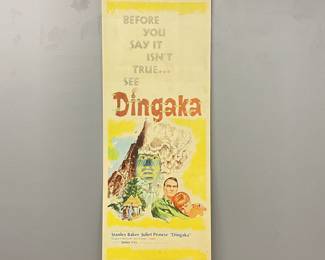 BEFORE
YOU
SAY IT
ISN'T
TRUE...
SEE
Dingaka
Stanley Baker Juliet Prowse "Dingaka"